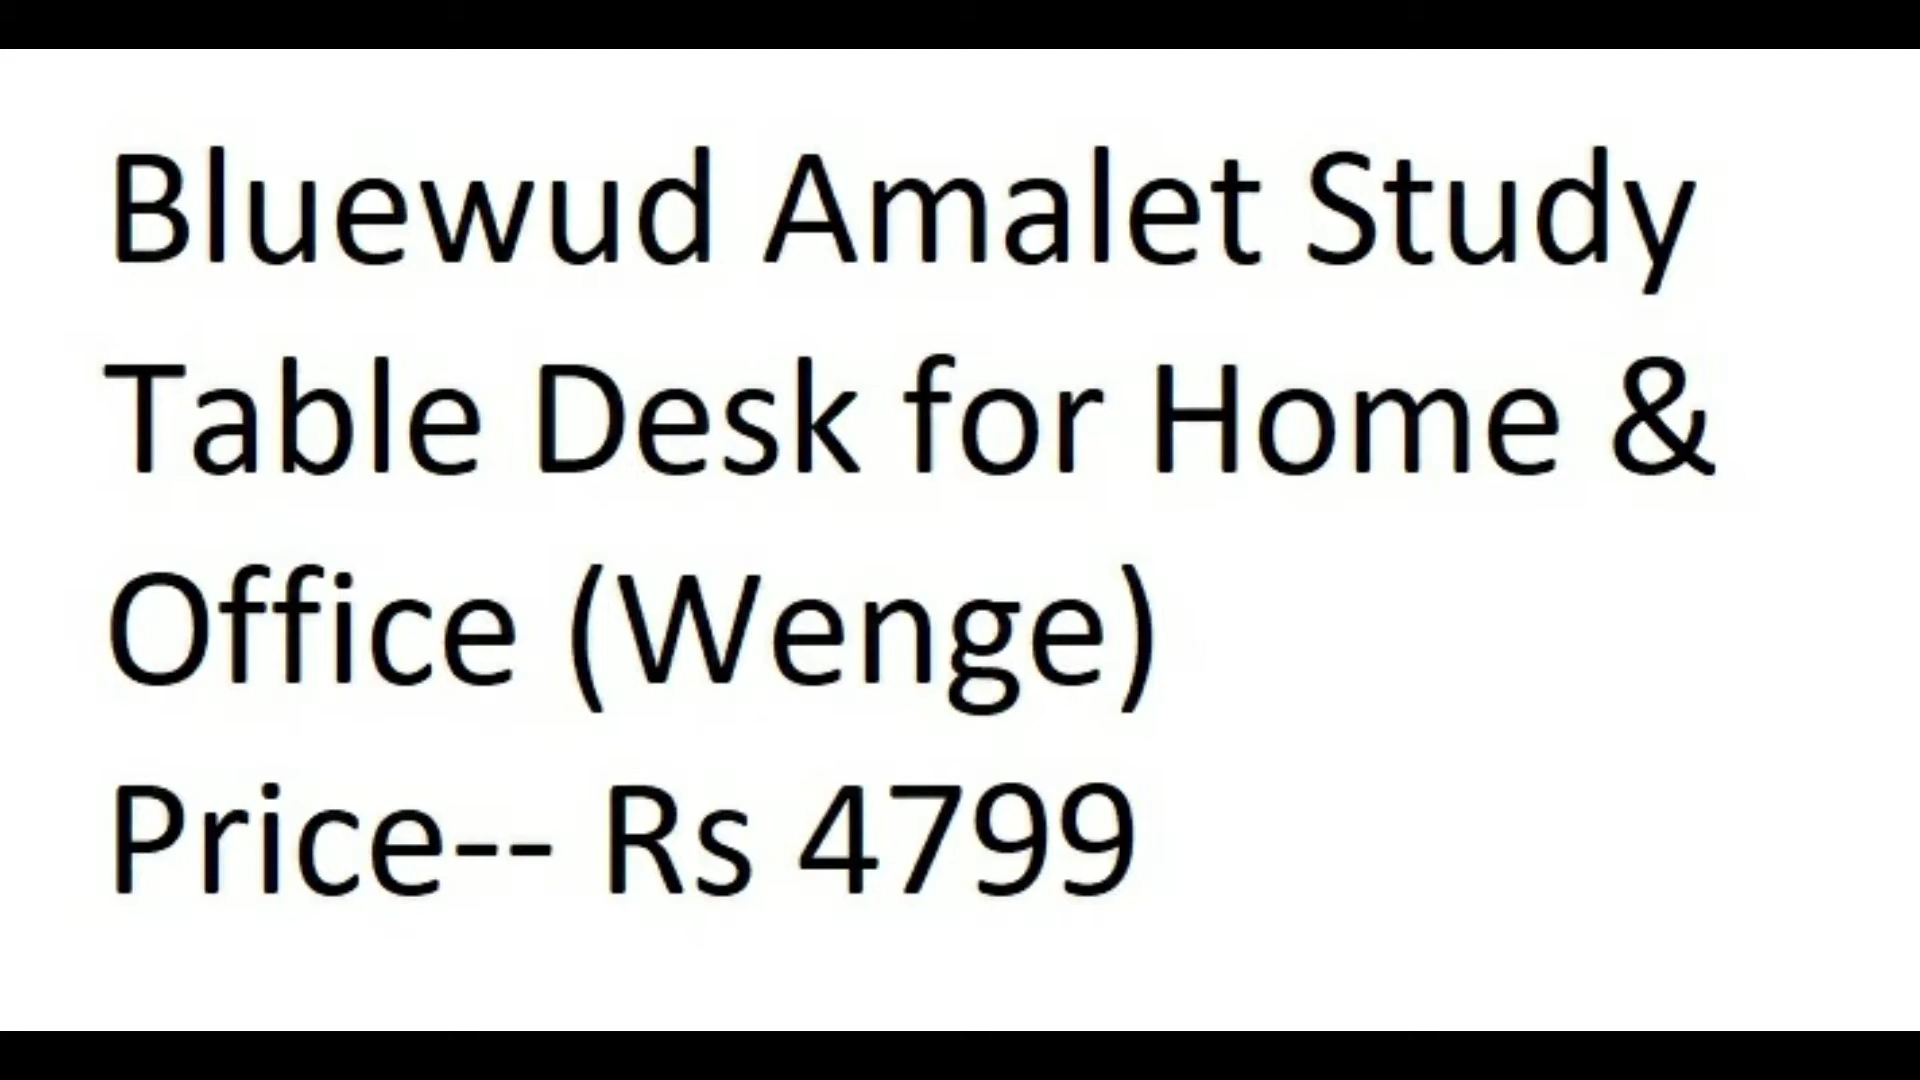 Bluewud Amalet Study
Table Desk for Home &
Office (Wenge)
Price-- Rs 4799